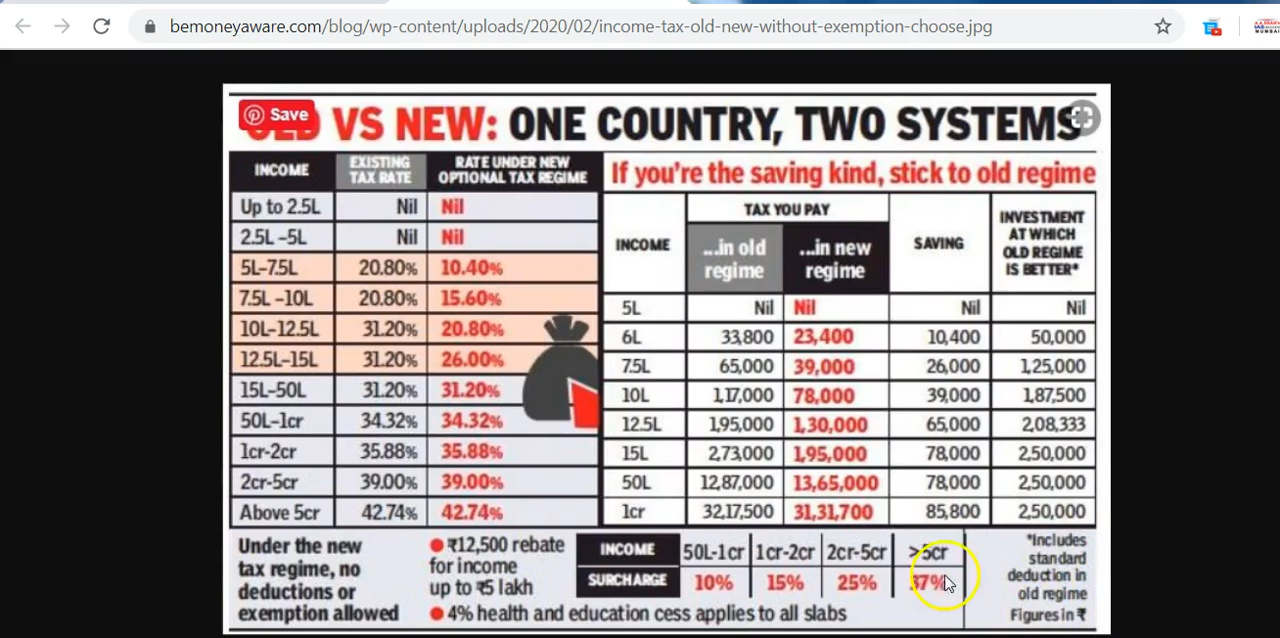 bemoneyaware.com/blog/wp-content/uploads/2020/02/income-tax-old-new-without-exemption-choose.jpg
Save
VS NEW: ONE COUNTRY, TWO SYSTEMS
INCOME EXISTING TAX RATE RATE UNDER NEW OPTIONAL TAX REGIME
Up to 2.5L Nil Nil
2.5L-5L Nil Nil
5L-7.5L 20.80% 10.40%
7.5L-10L 20.80% 15.60%
10L-12.5L 31.20% 20.80%
12.5L-15L 31.20% 26.00%
15L-50L 31.20% 31.20%
50L-1cr 34.32% 34.32%
1cr-2cr 35.88% 35.88%
2cr-5cr 39.00% 39.00%
Above 5cr 42.74% 42.74%
If you're the saving kind, stick to old regime
INCOME TAX YOU PAY SAVING INVESTMENT AT WHICH OLD REGIME IS BETTER*
...in old regime ...in new regime
5L Nil Nil Nil Nil
6L 33,800 23,400 10,400 50,000
7.5L 65,000 39,000 26,000 1,25,000
10L 1,17,000 78,000 39,000 1,87,500
12.5L 1,95,000 1,30,000 65,000 2,08,333
15L 2,73,000 1,95,000 78,000 2,50,000
50L 12,87,000 13,65,000 78,000 2,50,000
1cr 32,17,500 31,31,700 85,800 2,50,000
Under the new
tax regime, no
deductions or
exemption allowed
● ₹12,500 rebate
for income
up to ₹5 lakh
INCOME 50L-1cr 1cr-2cr 2cr-5cr >5cr
SURCHARGE 10% 15% 25% 37%
● 4% health and education cess applies to all slabs
*Includes
standard
deduction in
old regime
Figures in ₹